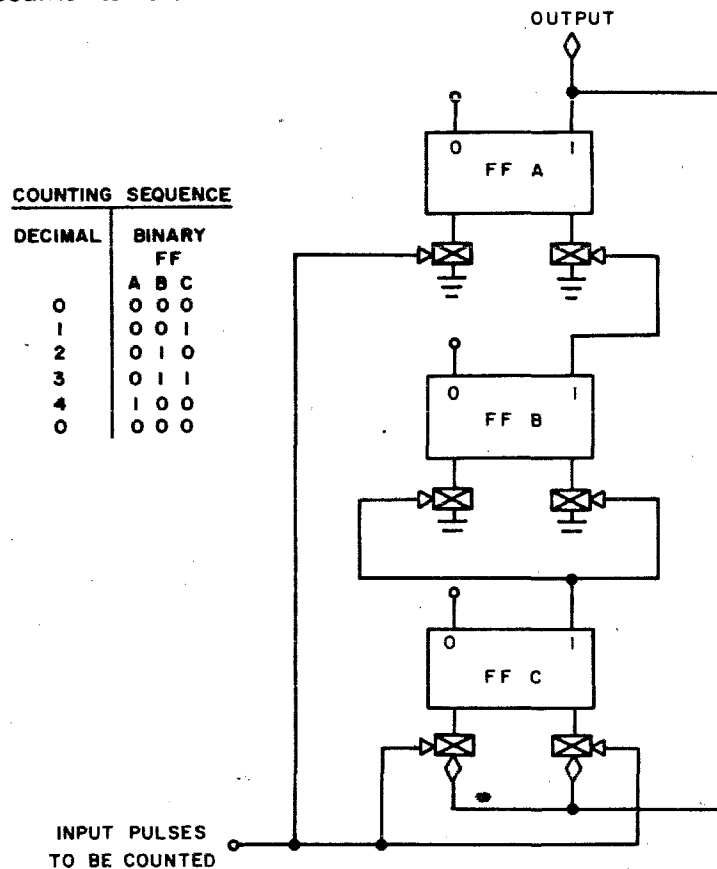 OUTPUT
0 1
FF A
COUNTING SEQUENCE
DECIMAL BINARY
FF
A B C
0 0 0 0
1 0 0 1
2 0 1 0
3 0 1 1
4 1 0 0
0 0 0 0
0 1
FF B
0 1
FF C
INPUT PULSES
TO BE COUNTED